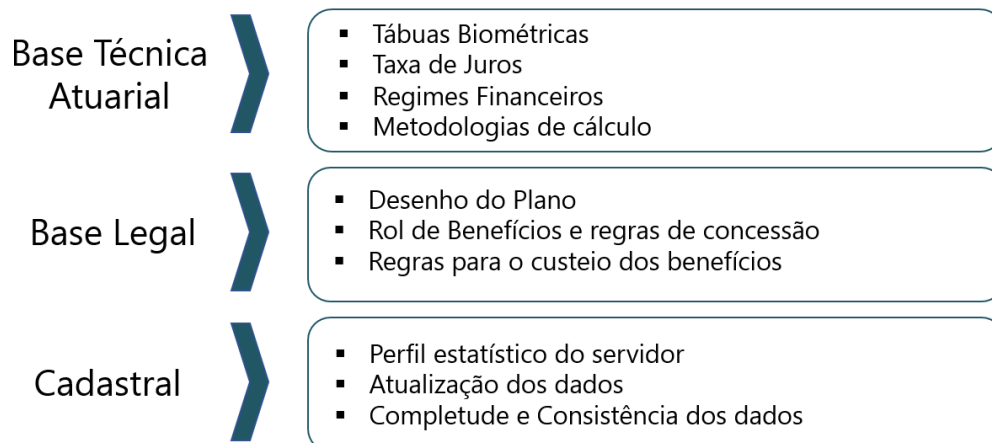 Base Técnica
Atuarial
▪ Tábuas Biométricas
▪ Taxa de Juros
▪ Regimes Financeiros
▪ Metodologias de cálculo
Base Legal
▪ Desenho do Plano
▪ Rol de Benefícios e regras de concessão
▪ Regras para o custeio dos benefícios
Cadastral
▪ Perfil estatístico do servidor
▪ Atualização dos dados
▪ Completude e Consistência dos dados